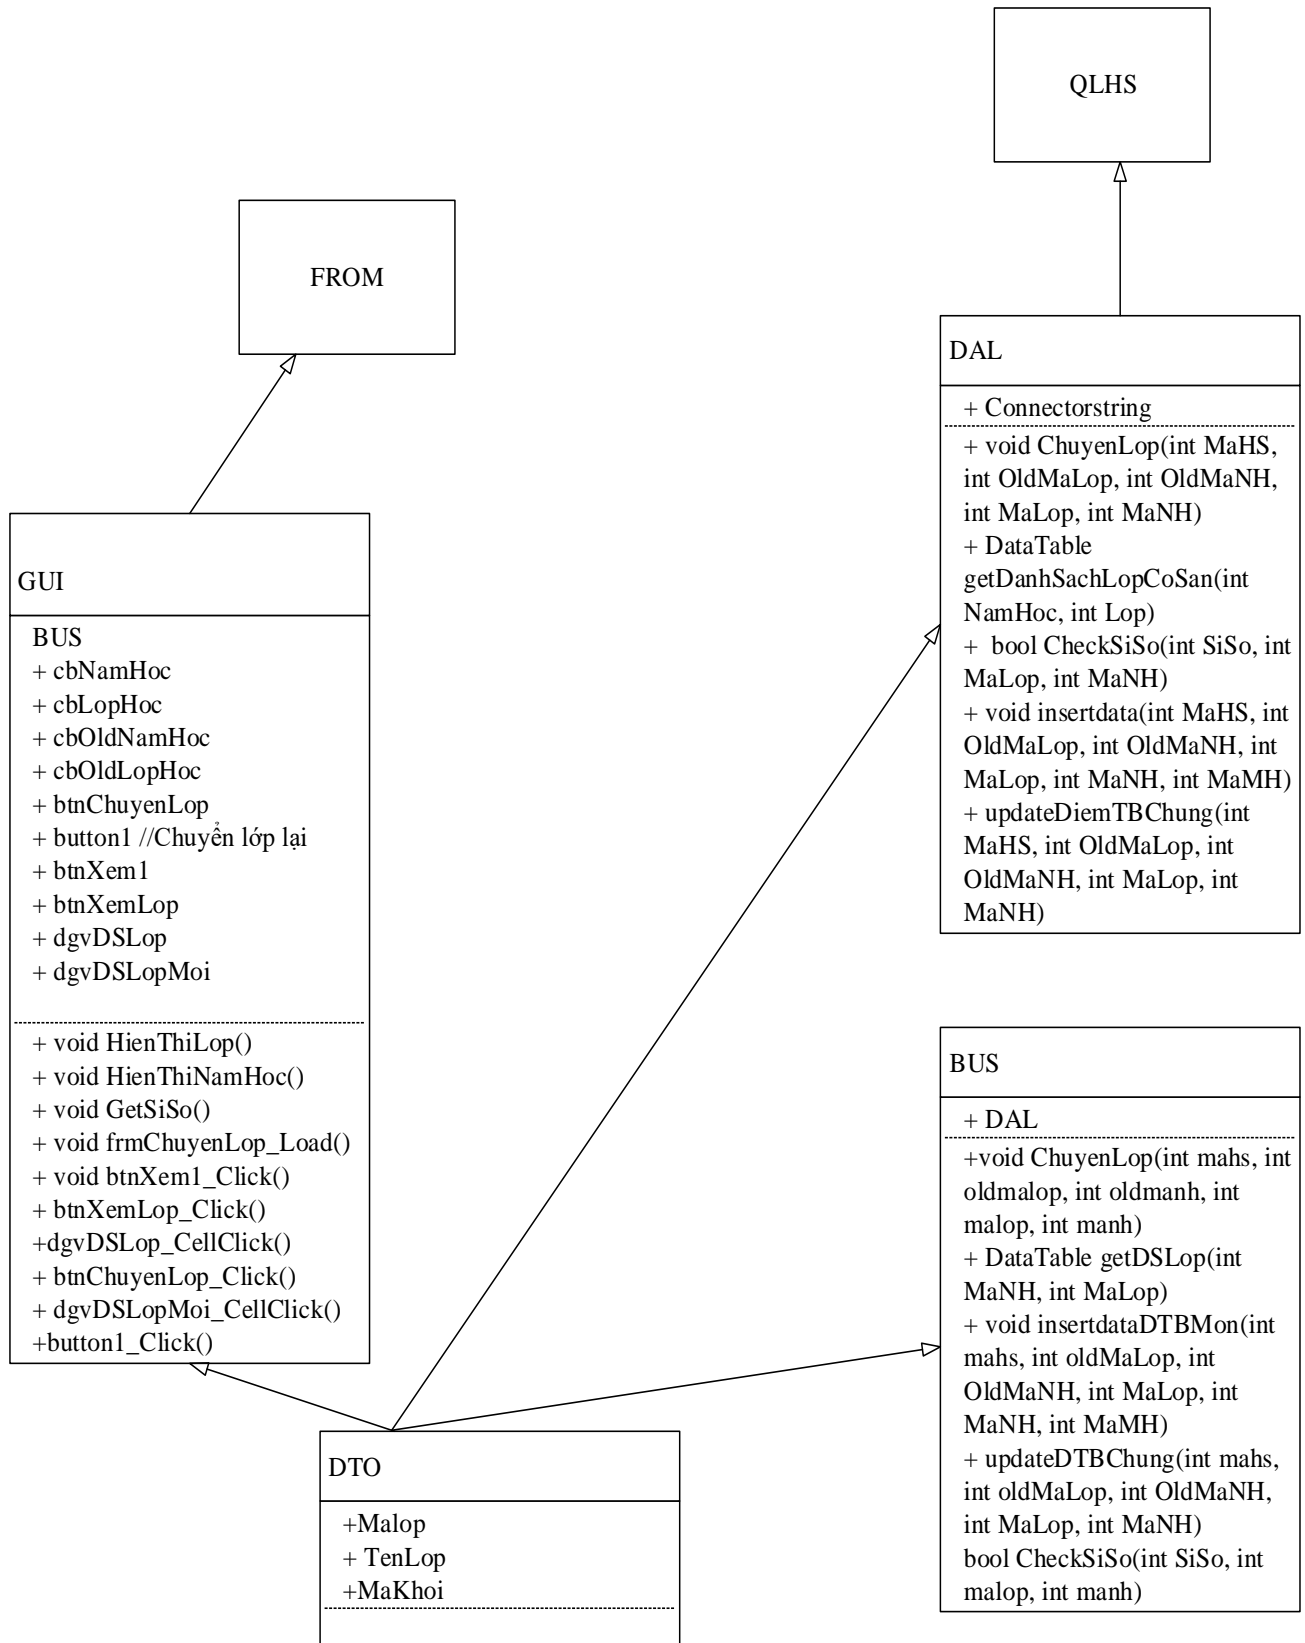 QLHS
FROM
DAL
+ Connectorstring
+ void ChuyenLop(int MaHS,
int OldMaLop, int OldMaNH,
int MaLop, int MaNH)
+ DataTable
getDanhSachLopCoSan(int
NamHoc, int Lop)
+  bool CheckSiSo(int SiSo, int
MaLop, int MaNH)
+ void insertdata(int MaHS, int
OldMaLop, int OldMaNH, int
MaLop, int MaNH, int MaMH)
+ updateDiemTBChung(int
MaHS, int OldMaLop, int
OldMaNH, int MaLop, int
MaNH)
GUI
BUS
+ cbNamHoc
+ cbLopHoc
+ cbOldNamHoc
+ cbOldLopHoc
+ btnChuyenLop
+ button1 //Chuyển lớp lại
+ btnXem1
+ btnXemLop
+ dgvDSLop
+ dgvDSLopMoi
+ void HienThiLop()
+ void HienThiNamHoc()
+ void GetSiSo()
+ void frmChuyenLop_Load()
+ void btnXem1_Click()
+ btnXemLop_Click()
+dgvDSLop_CellClick()
+ btnChuyenLop_Click()
+ dgvDSLopMoi_CellClick()
+button1_Click()
BUS
+ DAL
+void ChuyenLop(int mahs, int
oldmalop, int oldmanh, int
malop, int manh)
+ DataTable getDSLop(int
MaNH, int MaLop)
+ void insertdataDTBMon(int
mahs, int oldMaLop, int
OldMaNH, int MaLop, int
MaNH, int MaMH)
+ updateDTBChung(int mahs,
int oldMaLop, int OldMaNH,
int MaLop, int MaNH)
bool CheckSiSo(int SiSo, int
malop, int manh)
DTO
+Malop
+ TenLop
+MaKhoi